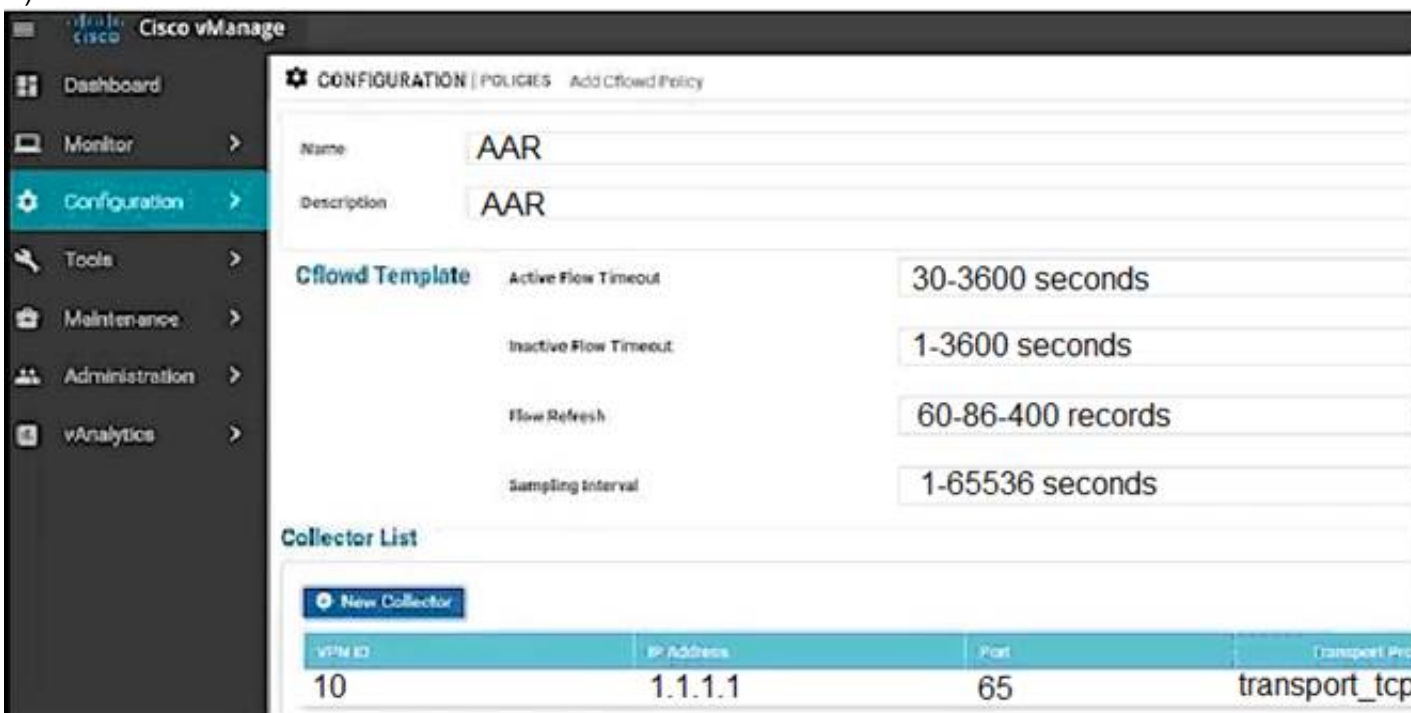 cisco Cisco vManage
Dashboard
CONFIGURATION | POLICIES Add Cflowd Policy
Monitor
Name AAR
Configuration
Description AAR
Tools
Cflowd Template Active Flow Timeout 30-3600 seconds
Maintenance
Inactive Flow Timeout 1-3600 seconds
Administration
Flow Refresh 60-86-400 records
vAnalytics
Sampling Interval 1-65536 seconds
Collector List
New Collector
VPN ID IP Address Port Transport Pro
10 1.1.1.1 65 transport_tcp